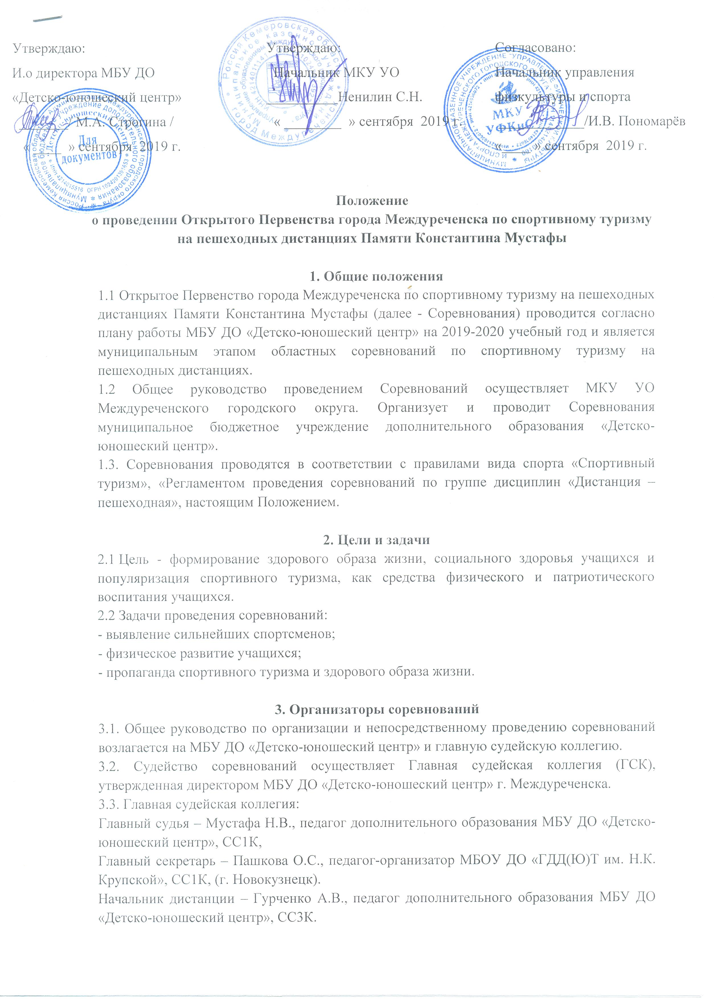 Утверждаю:
И.о директора МБУ ДО
«Детско-юношеский центр»
_______/ М.А. Строгина /
«____ » сентября 2019 г.
Утверждаю:
Начальник МКУ УО
__________Ненилин С.Н.
« ________ » сентября 2019 г.
Согласовано:
Начальник управления
физкультуры и спорта
____________/И.В. Пономарёв
«____ » сентября 2019 г.
Для
документов
МКУ
УФКиС
Положение
о проведении Открытого Первенства города Междуреченска по спортивному туризму
на пешеходных дистанциях Памяти Константина Мустафы
1. Общие положения
1.1 Открытое Первенство города Междуреченска по спортивному туризму на пешеходных
дистанциях Памяти Константина Мустафы (далее - Соревнования) проводится согласно
плану работы МБУ ДО «Детско-юношеский центр» на 2019-2020 учебный год и является
муниципальным этапом областных соревнований по спортивному туризму на
пешеходных дистанциях.
1.2 Общее руководство проведением Соревнований осуществляет МКУ УО
Междуреченского городского округа. Организует и проводит Соревнования
муниципальное бюджетное учреждение дополнительного образования «Детско-
юношеский центр».
1.3. Соревнования проводятся в соответствии с правилами вида спорта «Спортивный
туризм», «Регламентом проведения соревнований по группе дисциплин «Дистанция –
пешеходная», настоящим Положением.
2. Цели и задачи
2.1 Цель - формирование здорового образа жизни, социального здоровья учащихся и
популяризация спортивного туризма, как средства физического и патриотического
воспитания учащихся.
2.2 Задачи проведения соревнований:
- выявление сильнейших спортсменов;
- физическое развитие учащихся;
- пропаганда спортивного туризма и здорового образа жизни.
3. Организаторы соревнований
3.1. Общее руководство по организации и непосредственному проведению соревнований
возлагается на МБУ ДО «Детско-юношеский центр» и главную судейскую коллегию.
3.2. Судейство соревнований осуществляет Главная судейская коллегия (ГСК),
утвержденная директором МБУ ДО «Детско-юношеский центр» г. Междуреченска.
3.3. Главная судейская коллегия:
Главный судья – Мустафа Н.В., педагог дополнительного образования МБУ ДО «Детско-
юношеский центр», СС1К,
Главный секретарь – Пашкова О.С., педагог-организатор МБОУ ДО «ГДД(Ю)Т им. Н.К.
Крупской», СС1К, (г. Новокузнецк).
Начальник дистанции – Гурченко А.В., педагог дополнительного образования МБУ ДО
«Детско-юношеский центр», СС3К.